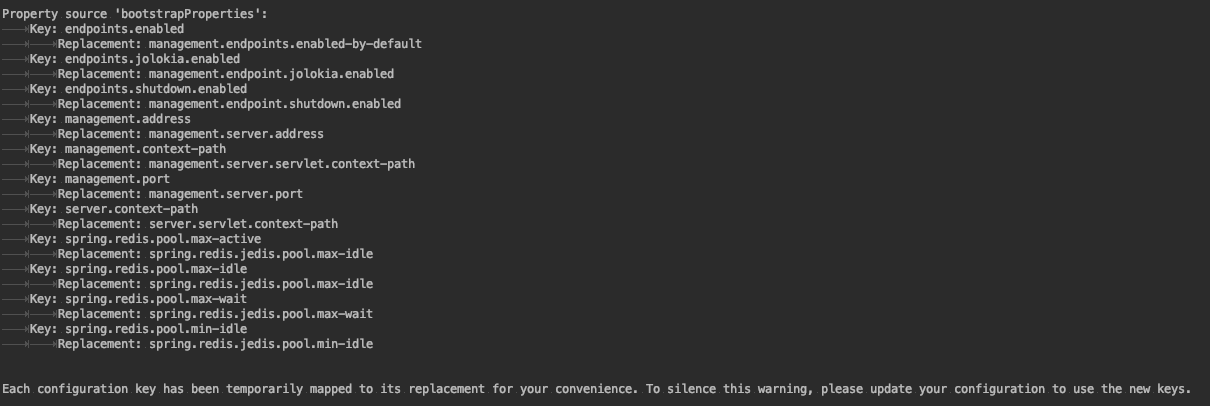 Property source 'bootstrapProperties':
Key: endpoints.enabled
Replacement: management.endpoints.enabled-by-default
Key: endpoints.jolokia.enabled
Replacement: management.endpoint.jolokia.enabled
Key: endpoints.shutdown.enabled
Replacement: management.endpoint.shutdown.enabled
Key: management.address
Replacement: management.server.address
Key: management.context-path
Replacement: management.server.servlet.context-path
Key: management.port
Replacement: management.server.port
Key: server.context-path
Replacement: server.servlet.context-path
Key: spring.redis.pool.max-active
Replacement: spring.redis.jedis.pool.max-idle
Key: spring.redis.pool.max-idle
Replacement: spring.redis.jedis.pool.max-idle
Key: spring.redis.pool.max-wait
Replacement: spring.redis.jedis.pool.max-wait
Key: spring.redis.pool.min-idle
Replacement: spring.redis.jedis.pool.min-idle
Each configuration key has been temporarily mapped to its replacement for your convenience. To silence this warning, please update your configuration to use the new keys.